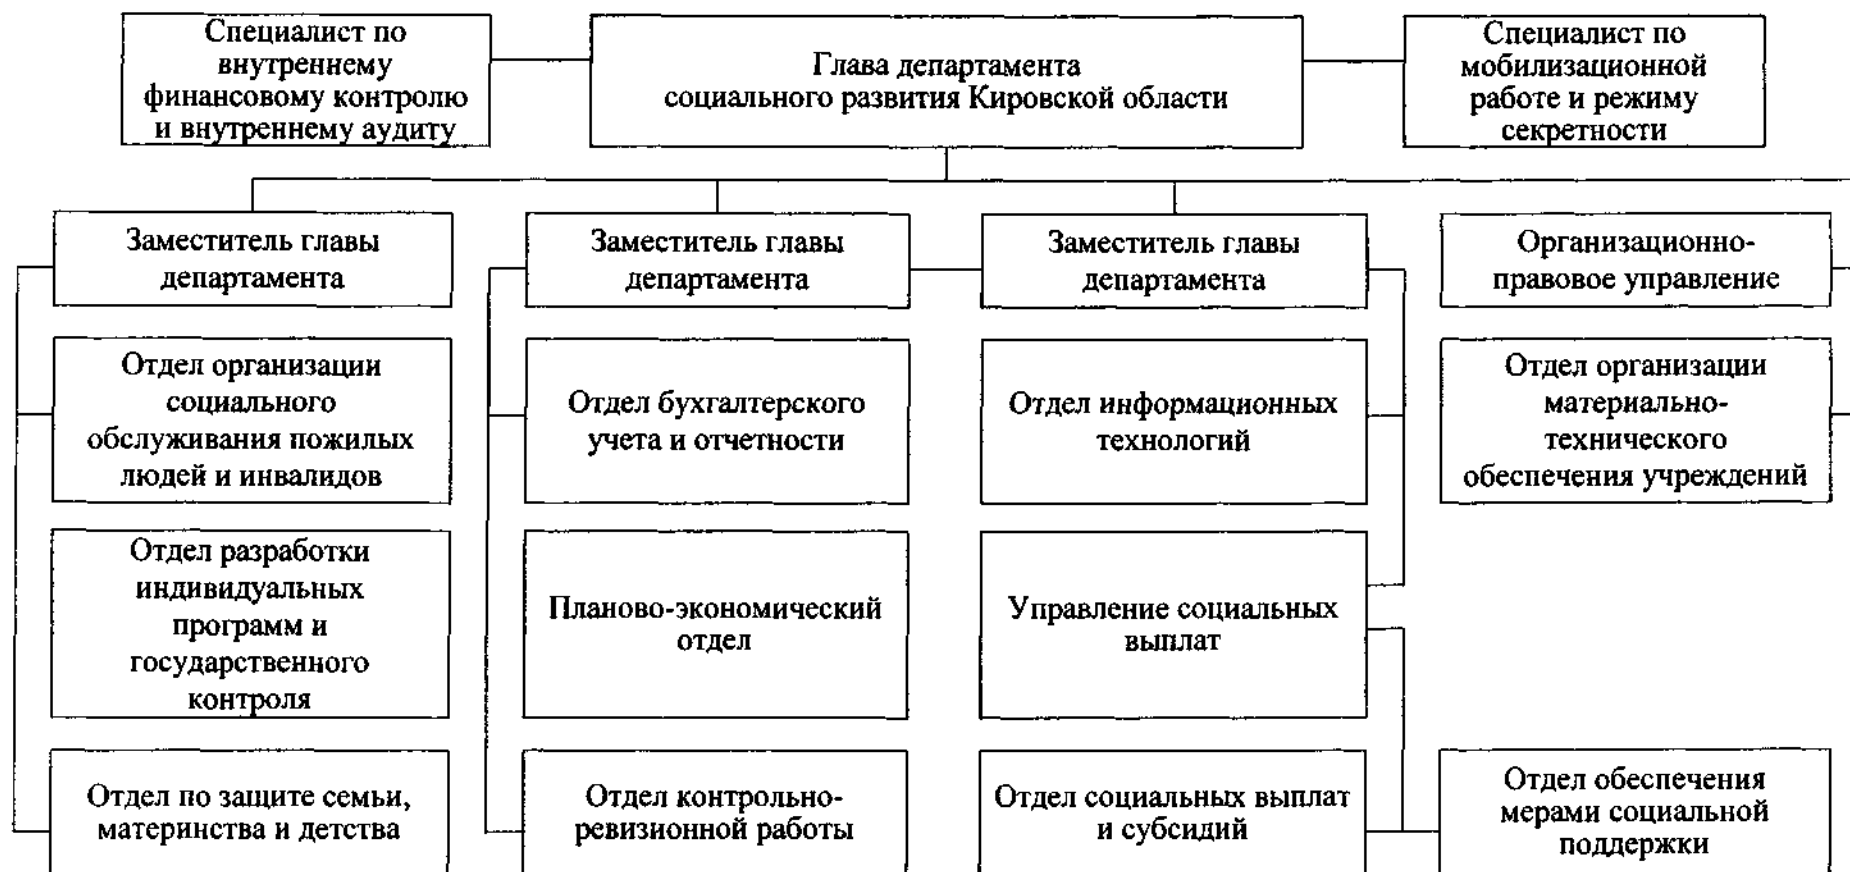 Специалист по
внутреннему
финансовому контролю
и внутреннему аудиту
Глава департамента
социального развития Кировской области
Специалист по
мобилизационной
работе и режиму
секретности
Заместитель главы
департамента
Заместитель главы
департамента
Заместитель главы
департамента
Организационно-
правовое управление
Отдел организации
социального
обслуживания пожилых
людей и инвалидов
Отдел бухгалтерского
учета и отчетности
Отдел информационных
технологий
Отдел организации
материально-
технического
обеспечения учреждений
Отдел разработки
индивидуальных
программ и
государственного
контроля
Планово-экономический
отдел
Управление социальных
выплат
Отдел по защите семьи,
материнства и детства
Отдел контрольно-
ревизионной работы
Отдел социальных выплат
и субсидий
Отдел обеспечения
мерами социальной
поддержки